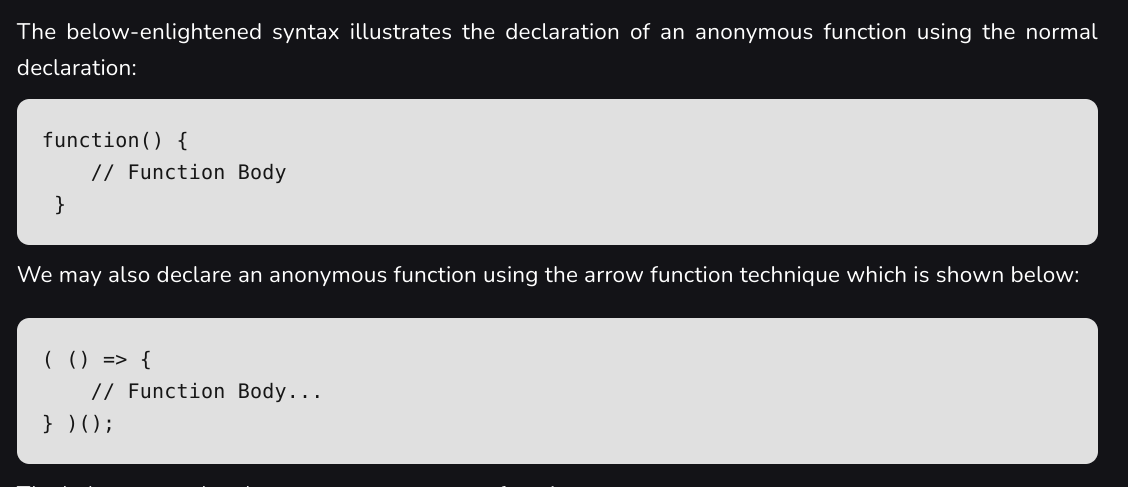 The below-enlightened syntax illustrates the declaration of an anonymous function using the normal
declaration:
function() {
    // Function Body
 }
We may also declare an anonymous function using the arrow function technique which is shown below:
( () => {
    // Function Body...
} )();